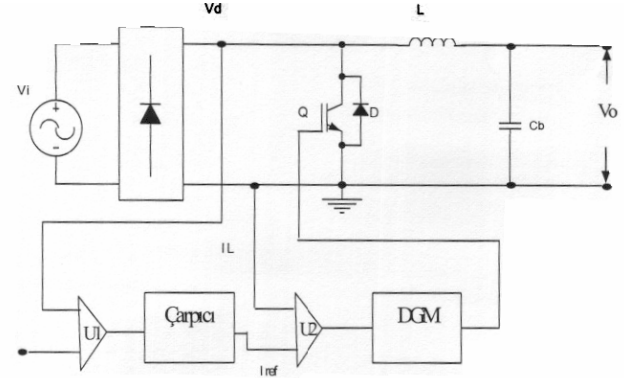 Vd
L
Vi
+
-
Q
D
Cb
Vo
IL
U1
Çarpıcı
U2
DGM
Iref